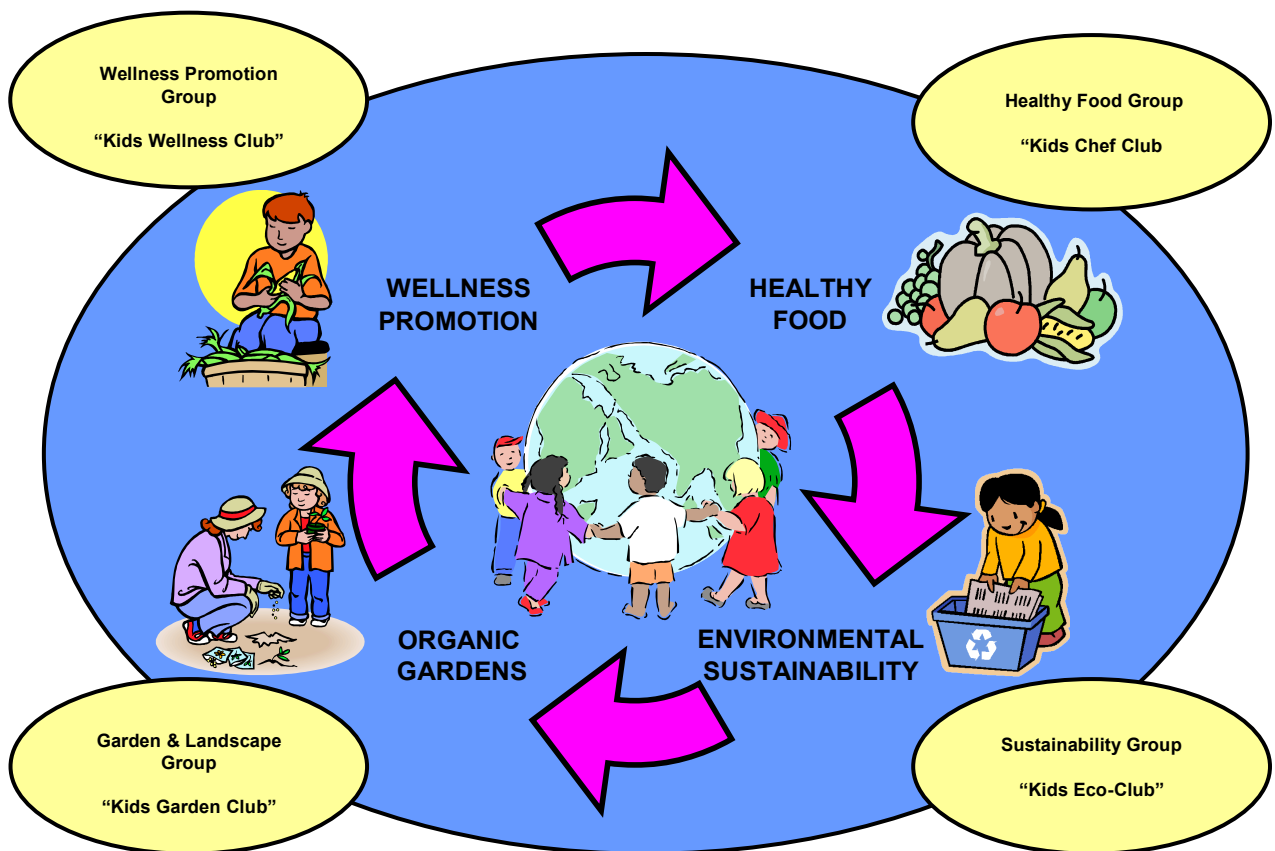 Wellness Promotion
Group
“Kids Wellness Club”
Healthy Food Group
“Kids Chef Club
WELLNESS
PROMOTION
HEALTHY
FOOD
ORGANIC
GARDENS
ENVIRONMENTAL
SUSTAINABILITY
Garden & Landscape
Group
“Kids Garden Club”
Sustainability Group
“Kids Eco-Club”